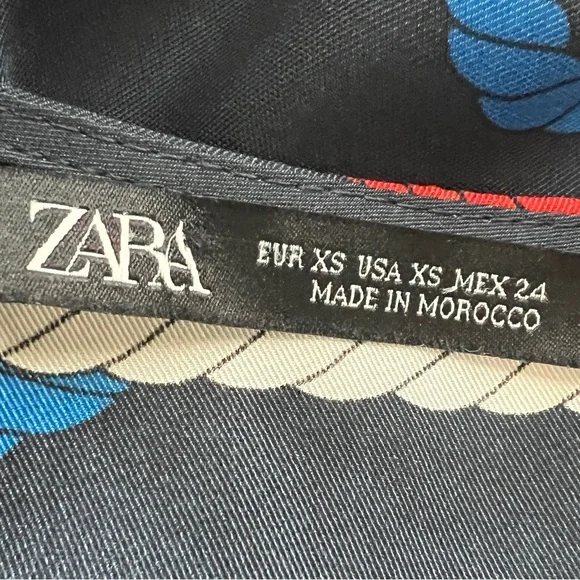 ZARA
EUR XS USA XS MEX 24
MADE IN MOROCCO